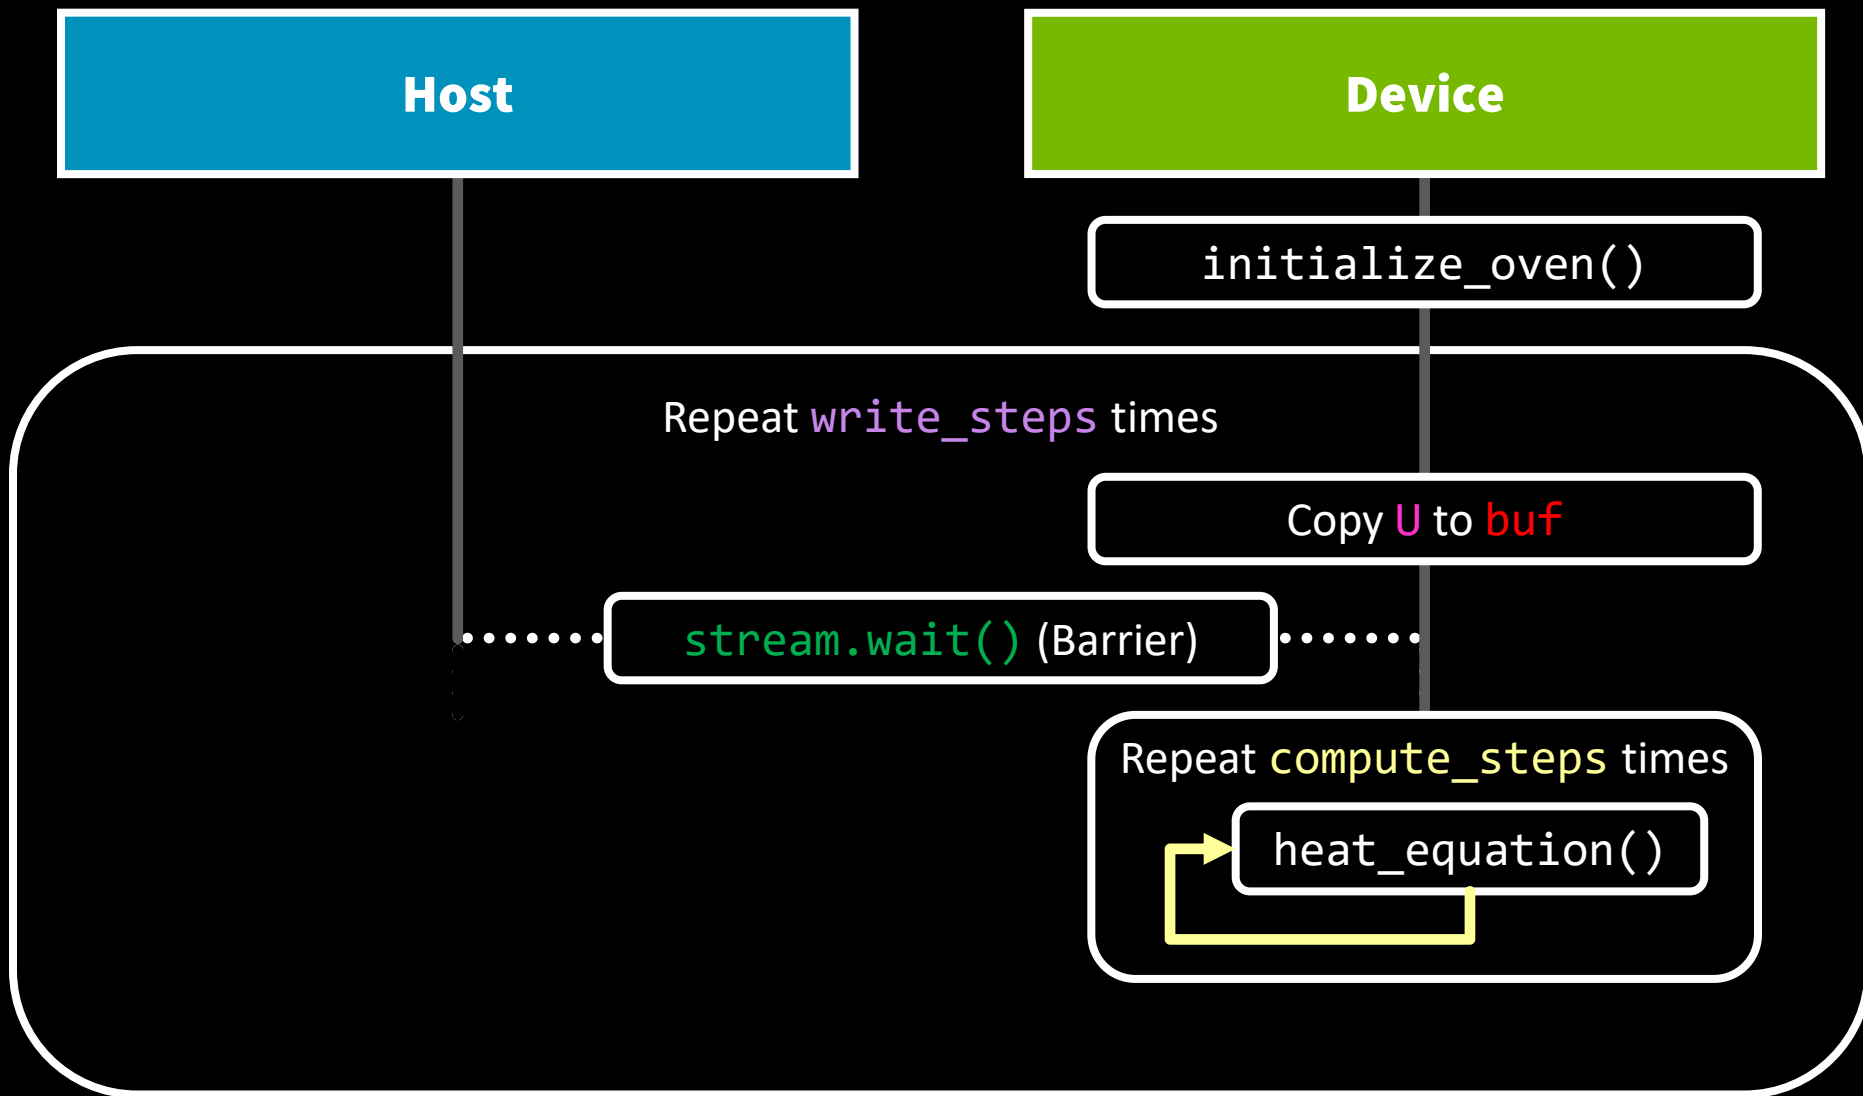 Host
Device
initialize_oven()
Repeat write_steps times
Copy U to buf
stream.wait() (Barrier)
Repeat compute_steps times
heat_equation()